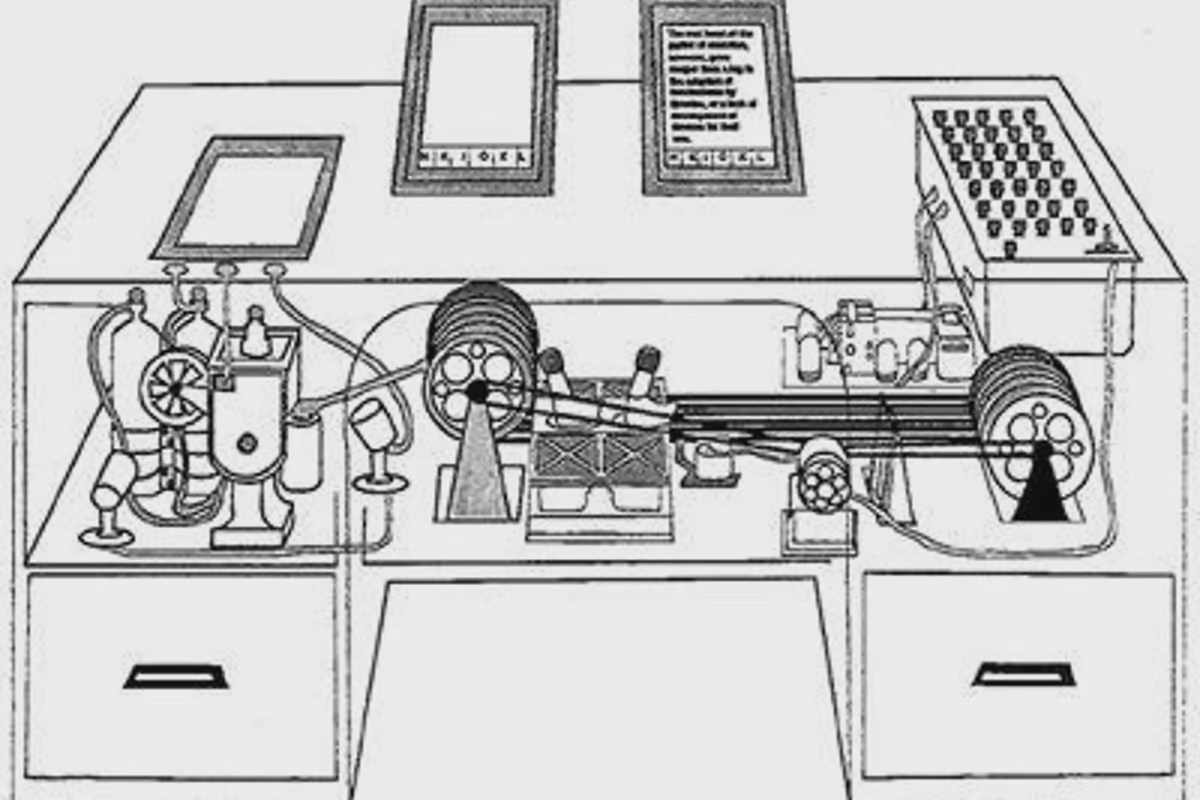 The real heart of the
matter of selection,
however, goes
deeper than a lag in
the adoption of
mechanisms by
libraries, or a lack of
development of
devices for their
use.